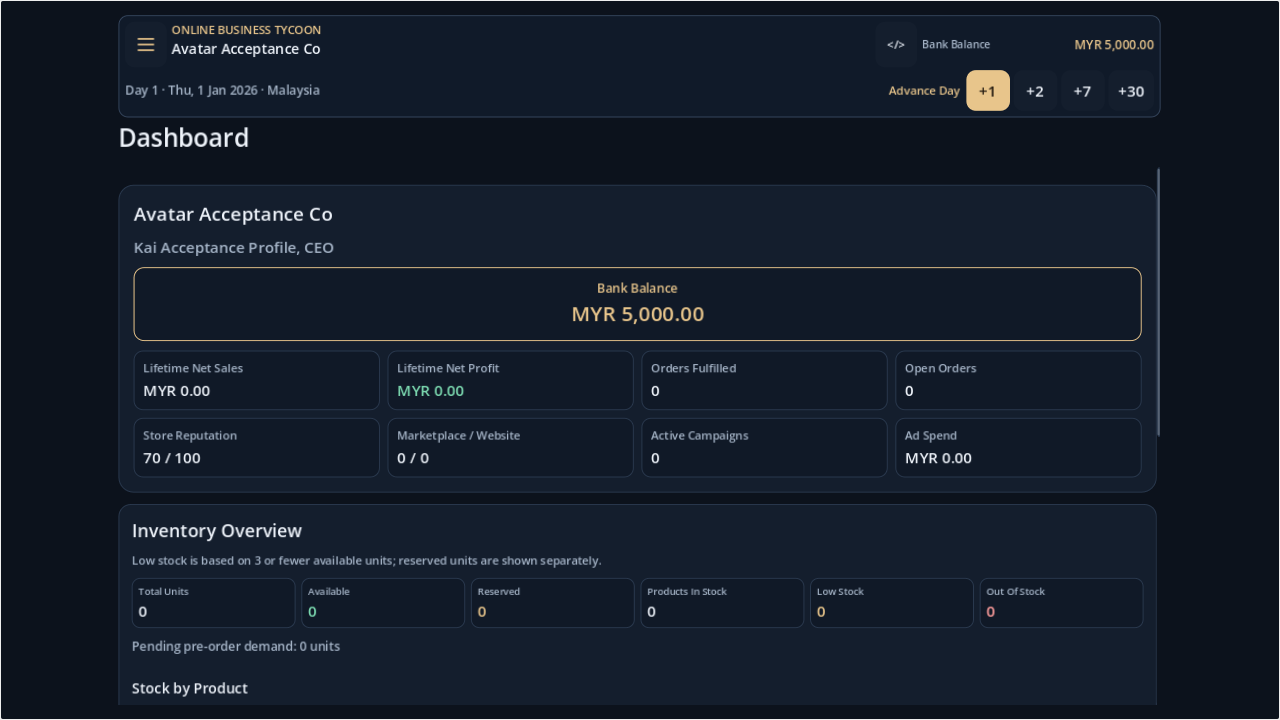 ONLINE BUSINESS TYCOON
Avatar Acceptance Co
</> Bank Balance MYR 5,000.00
Day 1 · Thu, 1 Jan 2026 · Malaysia
Advance Day +1 +2 +7 +30
Dashboard
Avatar Acceptance Co
Kai Acceptance Profile, CEO
Bank Balance
MYR 5,000.00
Lifetime Net Sales
MYR 0.00
Lifetime Net Profit
MYR 0.00
Orders Fulfilled
0
Open Orders
0
Store Reputation
70 / 100
Marketplace / Website
0 / 0
Active Campaigns
0
Ad Spend
MYR 0.00
Inventory Overview
Low stock is based on 3 or fewer available units; reserved units are shown separately.
Total Units
0
Available
0
Reserved
0
Products In Stock
0
Low Stock
0
Out Of Stock
0
Pending pre-order demand: 0 units
Stock by Product